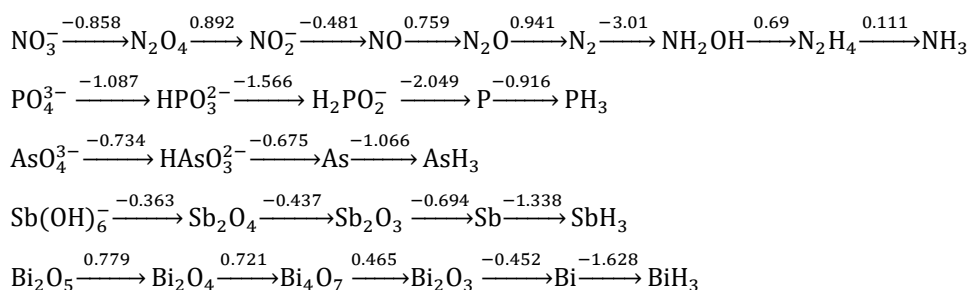 NO₃⁻ —−0.858→ N₂O₄ —0.892→ NO₂⁻ —−0.481→ NO —0.759→ N₂O —0.941→ N₂ —−3.01→ NH₂OH —0.69→ N₂H₄ —0.111→ NH₃
PO₄³⁻ —−1.087→ HPO₃²⁻ —−1.566→ H₂PO₂⁻ —−2.049→ P —−0.916→ PH₃
AsO₄³⁻ —−0.734→ HAsO₃²⁻ —−0.675→ As —−1.066→ AsH₃
Sb(OH)₆⁻ —−0.363→ Sb₂O₄ —−0.437→ Sb₂O₃ —−0.694→ Sb —−1.338→ SbH₃
Bi₂O₅ —0.779→ Bi₂O₄ —0.721→ Bi₄O₇ —0.465→ Bi₂O₃ —−0.452→ Bi —−1.628→ BiH₃